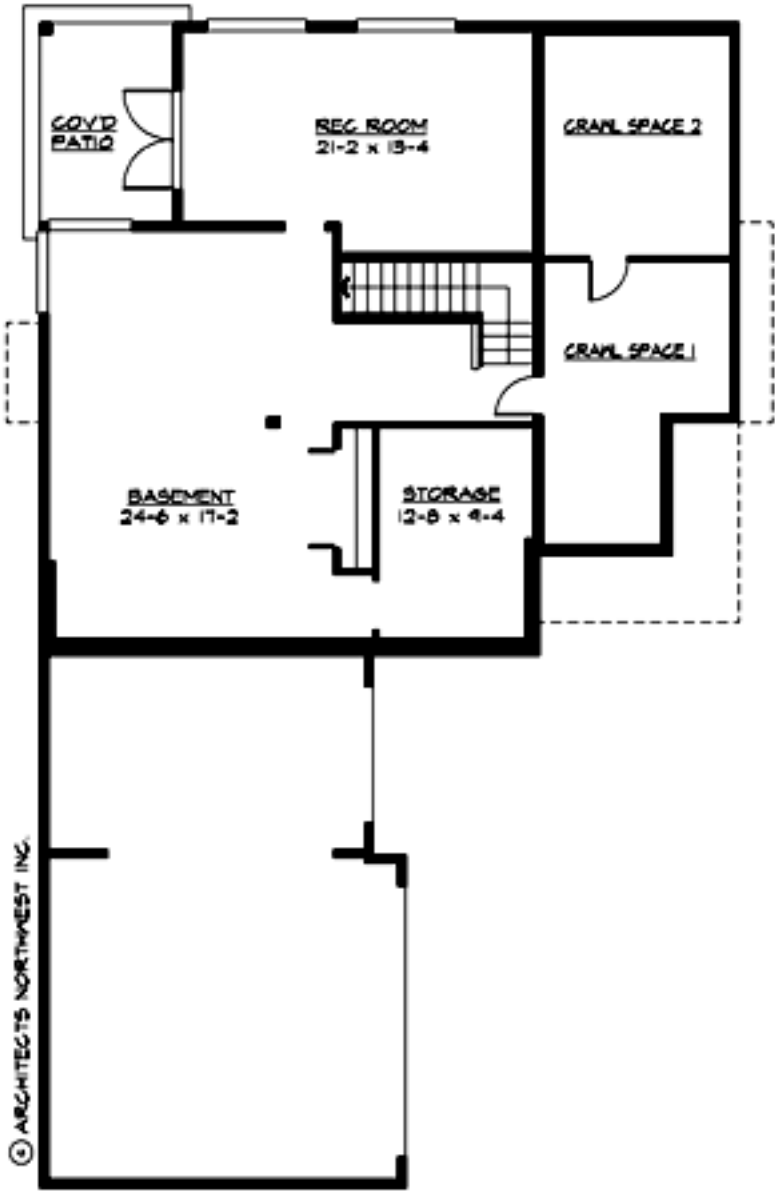 COV'D
PATIO
REC ROOM
21-2 x 13-4
CRAWL SPACE 2
CRAWL SPACE 1
BASEMENT
24-6 x 17-2
STORAGE
12-8 x 9-4
© ARCHITECTS NORTHWEST INC.